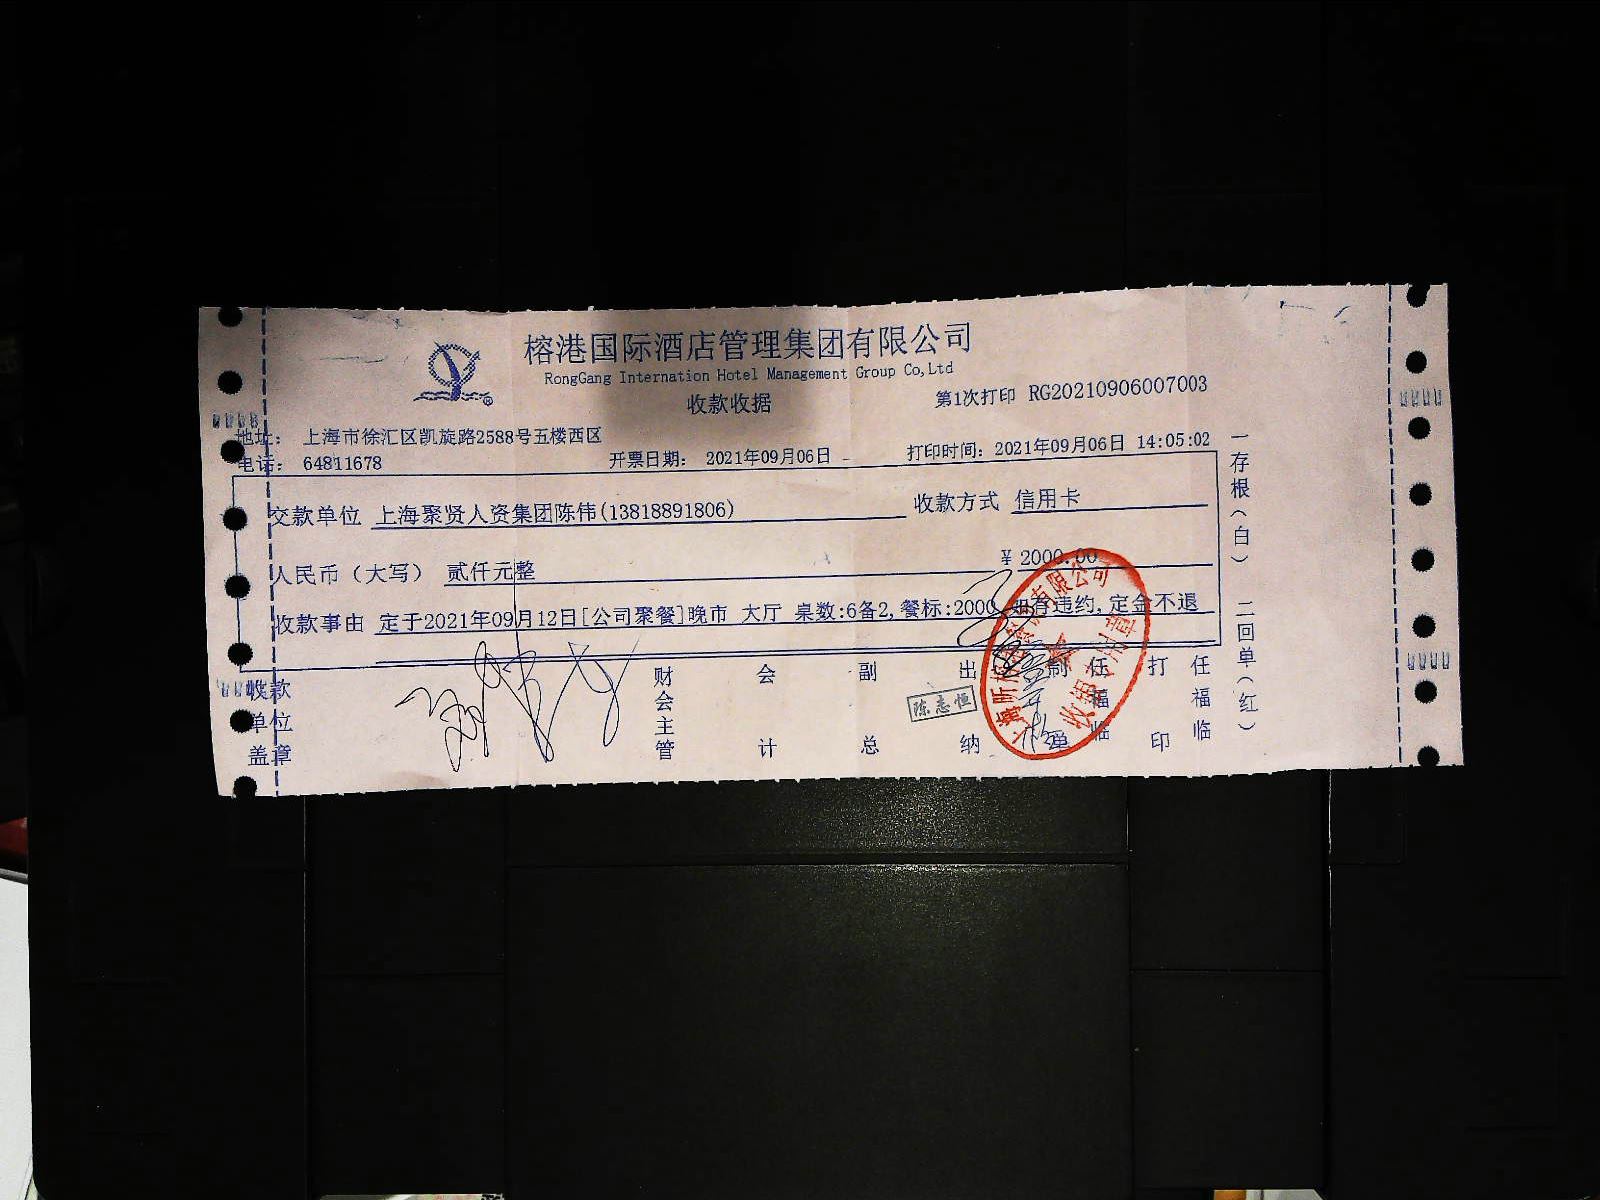 榕港国际酒店管理集团有限公司
RongGang Internation Hotel Management Group Co,Ltd
收款收据
第1次打印 RG20210906007003
地址： 上海市徐汇区凯旋路2588号五楼西区
电话： 64811678
开票日期： 2021年09月06日
打印时间：2021年09月06日 14:05:02
交款单位 上海聚贤人资集团陈伟(13818891806)
收款方式 信用卡
人民币（大写） 贰仟元整
¥ 2000.00
收款事由 定于2021年09月12日[公司聚餐]晚市 大厅 桌数:6备2,餐标:2000 如有违约,定金不退
收款单位盖章
财会主管
会计
副总
出纳
陈志恒
制单
任福临
打印
任福临
一存根（白） 二回单（红）
有限公司
收据专用章